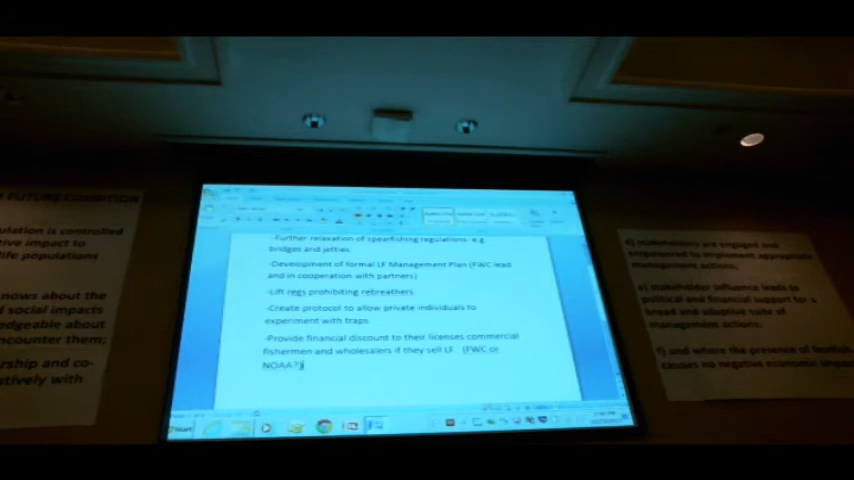 FUTURE CONDITION
ulation is controlled
ive impact to
life populations
nows about the
d social impacts
edgeable about
ncounter them;
rship and co-
tively with
-Further relaxation of spearfishing regulations- e.g.
bridges and jetties.
-Development of formal LF Management Plan (FWC lead
and in cooperation with partners)
-Lift regs prohibiting rebreathers
-Create protocol to allow private individuals to
experiment with traps.
-Provide financial discount to their licenses commercial
fishermen and wholesalers if they sell LF (FWC or
NOAA?)
Start
d) stakeholders are engaged and
empowered to implement appropriate
management actions;
e) stakeholder influence leads to
political and financial support for a
broad and adaptive suite of
management actions.
f) and where the presence of lionfish
causes no negative economic impact